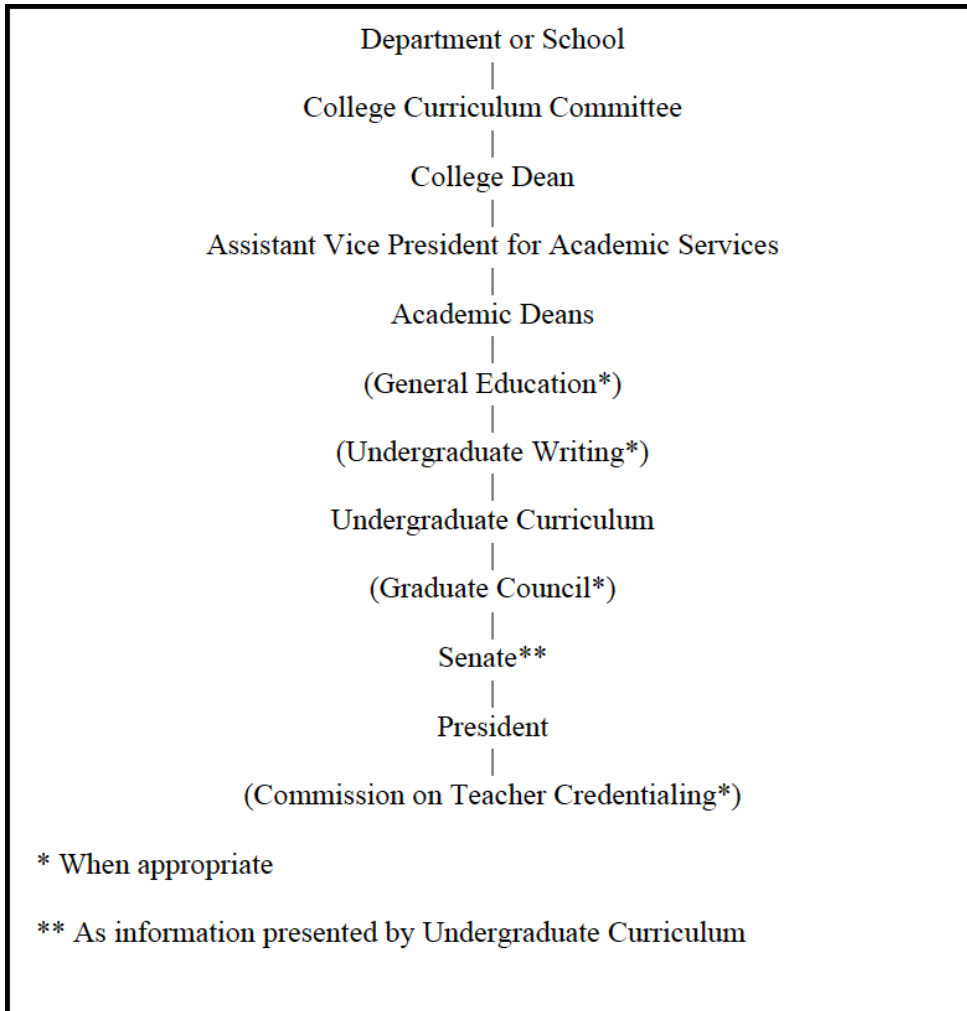 Department or School
College Curriculum Committee
College Dean
Assistant Vice President for Academic Services
Academic Deans
(General Education*)
(Undergraduate Writing*)
Undergraduate Curriculum
(Graduate Council*)
Senate**
President
(Commission on Teacher Credentialing*)
* When appropriate
** As information presented by Undergraduate Curriculum